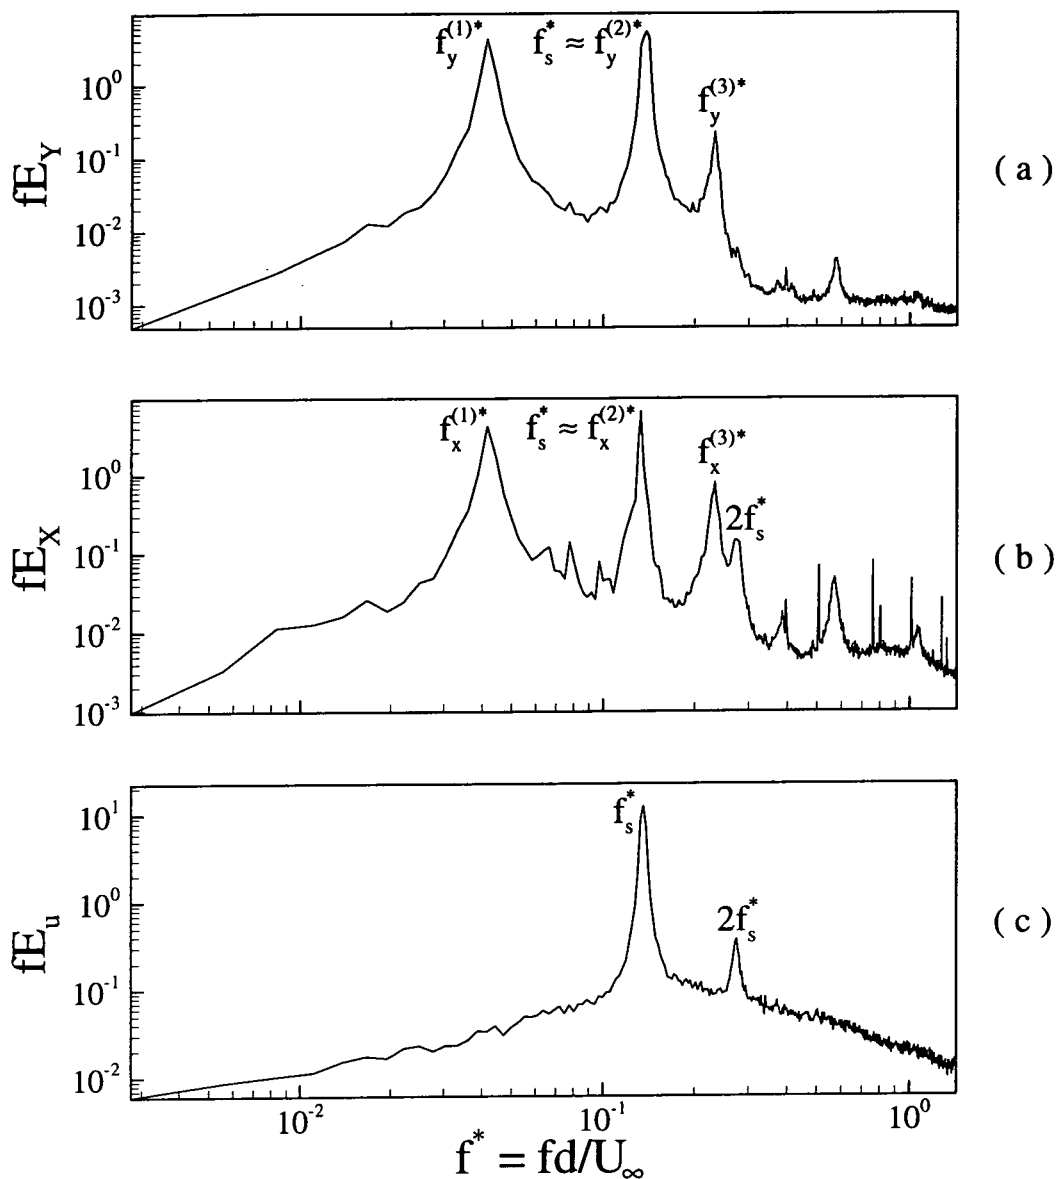 f_y^(1)* f_s^* ≈ f_y^(2)* f_y^(3)*
10^0
10^-1
10^-2
10^-3
fE_Y
( a )
f_x^(1)* f_s^* ≈ f_x^(2)* f_x^(3)* 2f_s^*
10^0
10^-1
10^-2
10^-3
fE_X
( b )
f_s^* 2f_s^*
10^1
10^0
10^-1
10^-2
fE_u
( c )
10^-2 10^-1 10^0
f^* = fd/U_∞